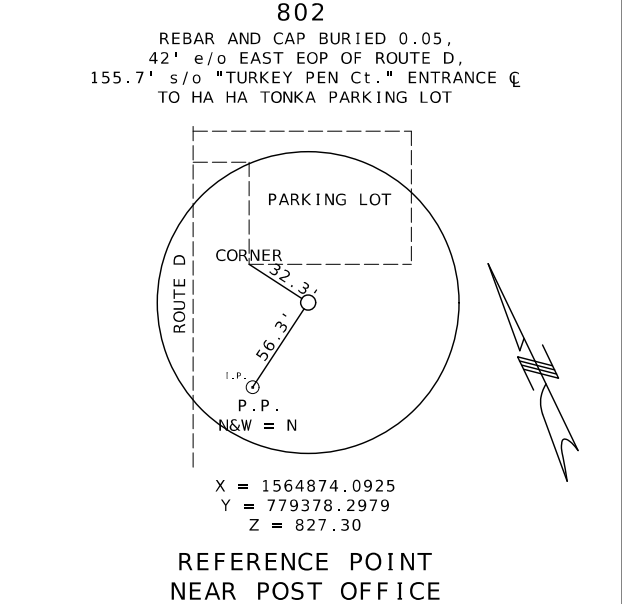 802
REBAR AND CAP BURIED 0.05,
42' e/o EAST EOP OF ROUTE D,
155.7' s/o "TURKEY PEN Ct." ENTRANCE ℄
TO HA HA TONKA PARKING LOT
PARKING LOT
CORNER
32.3'
ROUTE D
56.3'
I.P.
P.P.
N&W = N
N
X = 1564874.0925
Y = 779378.2979
Z = 827.30
REFERENCE POINT
NEAR POST OFFICE